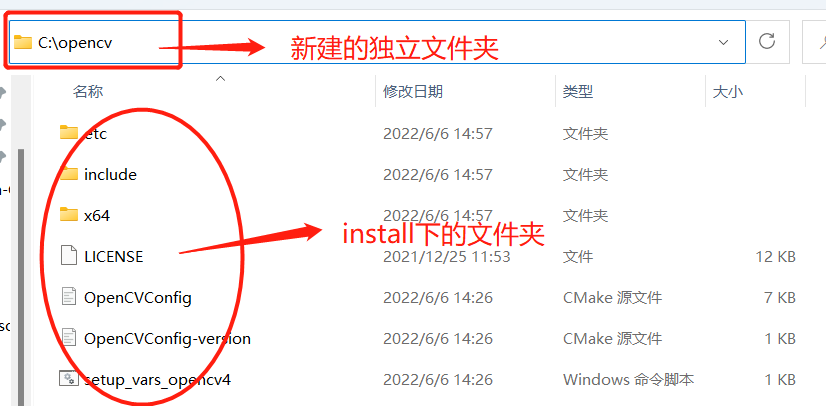 C:\opencv
新建的独立文件夹
名称 修改日期 类型 大小
etc 2022/6/6 14:57 文件夹
include 2022/6/6 14:57 文件夹
x64 2022/6/6 14:57 文件夹
install下的文件夹
LICENSE 2021/12/25 11:53 文件 12 KB
OpenCVConfig 2022/6/6 14:26 CMake 源文件 7 KB
OpenCVConfig-version 2022/6/6 14:26 CMake 源文件 1 KB
setup_vars_opencv4 2022/6/6 14:26 Windows 命令脚本 1 KB